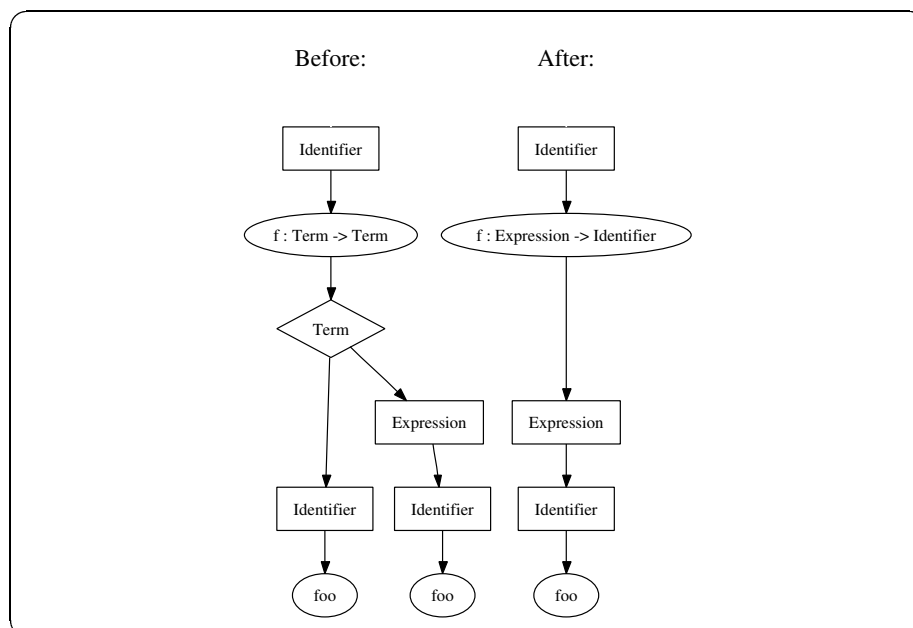 Before: After:
Identifier Identifier
f : Term -> Term f : Expression -> Identifier
Term
Expression Expression
Identifier Identifier Identifier
foo foo foo